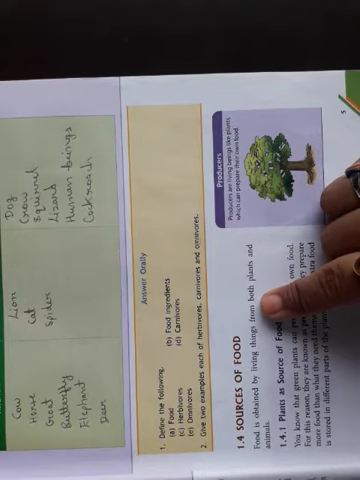 Cow Lion Dog
Horse Cat Crow
Goat Spider Squirrel
Butterfly Lizard
Elephant Human beings
Deer Cockroach
Answer Orally
1. Define the following.
(a) Food (b) Food ingredients
(c) Herbivores (d) Carnivores
(e) Omnivores
2. Give two examples each of herbivores, carnivores and omnivores.
1.4 SOURCES OF FOOD
Food is obtained by living things from both plants and
animals.
1.4.1 Plants as Source of Food
You know that green plants can own food.
For this reason, they are known as prepare
more food than what they need food
is stored in different parts of the
Producers
Producers are living beings like plants
which can prepare their own food.
5